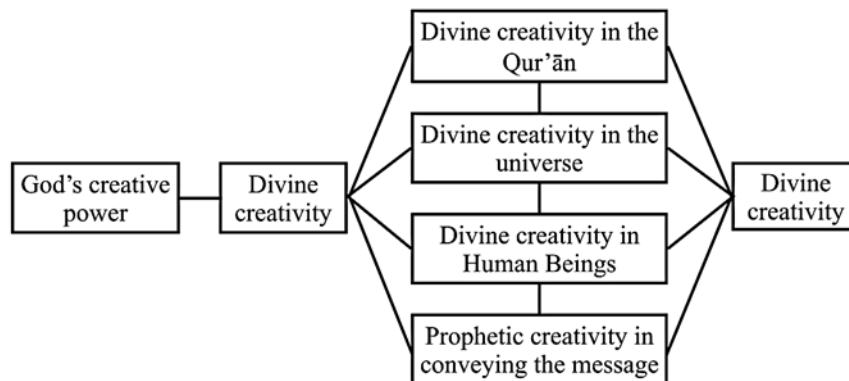 God’s creative
power
Divine
creativity
Divine creativity in the
Qur’ān
Divine creativity in the
universe
Divine creativity in
Human Beings
Prophetic creativity in
conveying the message
Divine
creativity